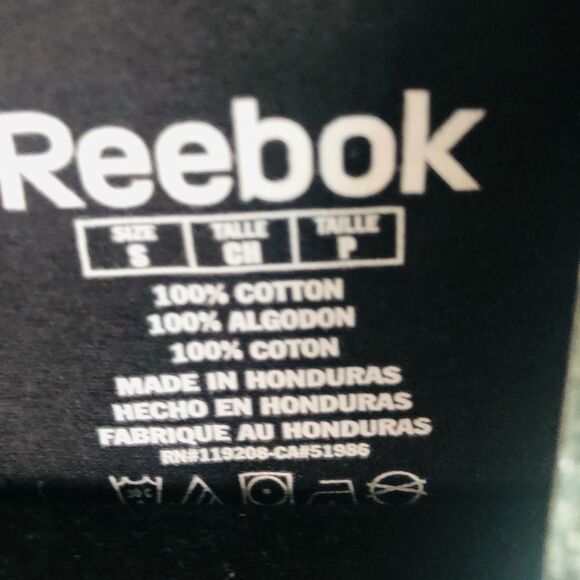 Reebok
SIZE TALLE TAILLE
S CH P
100% COTTON
100% ALGODON
100% COTON
MADE IN HONDURAS
HECHO EN HONDURAS
FABRIQUE AU HONDURAS
RN#119208-CA#51986
30 C